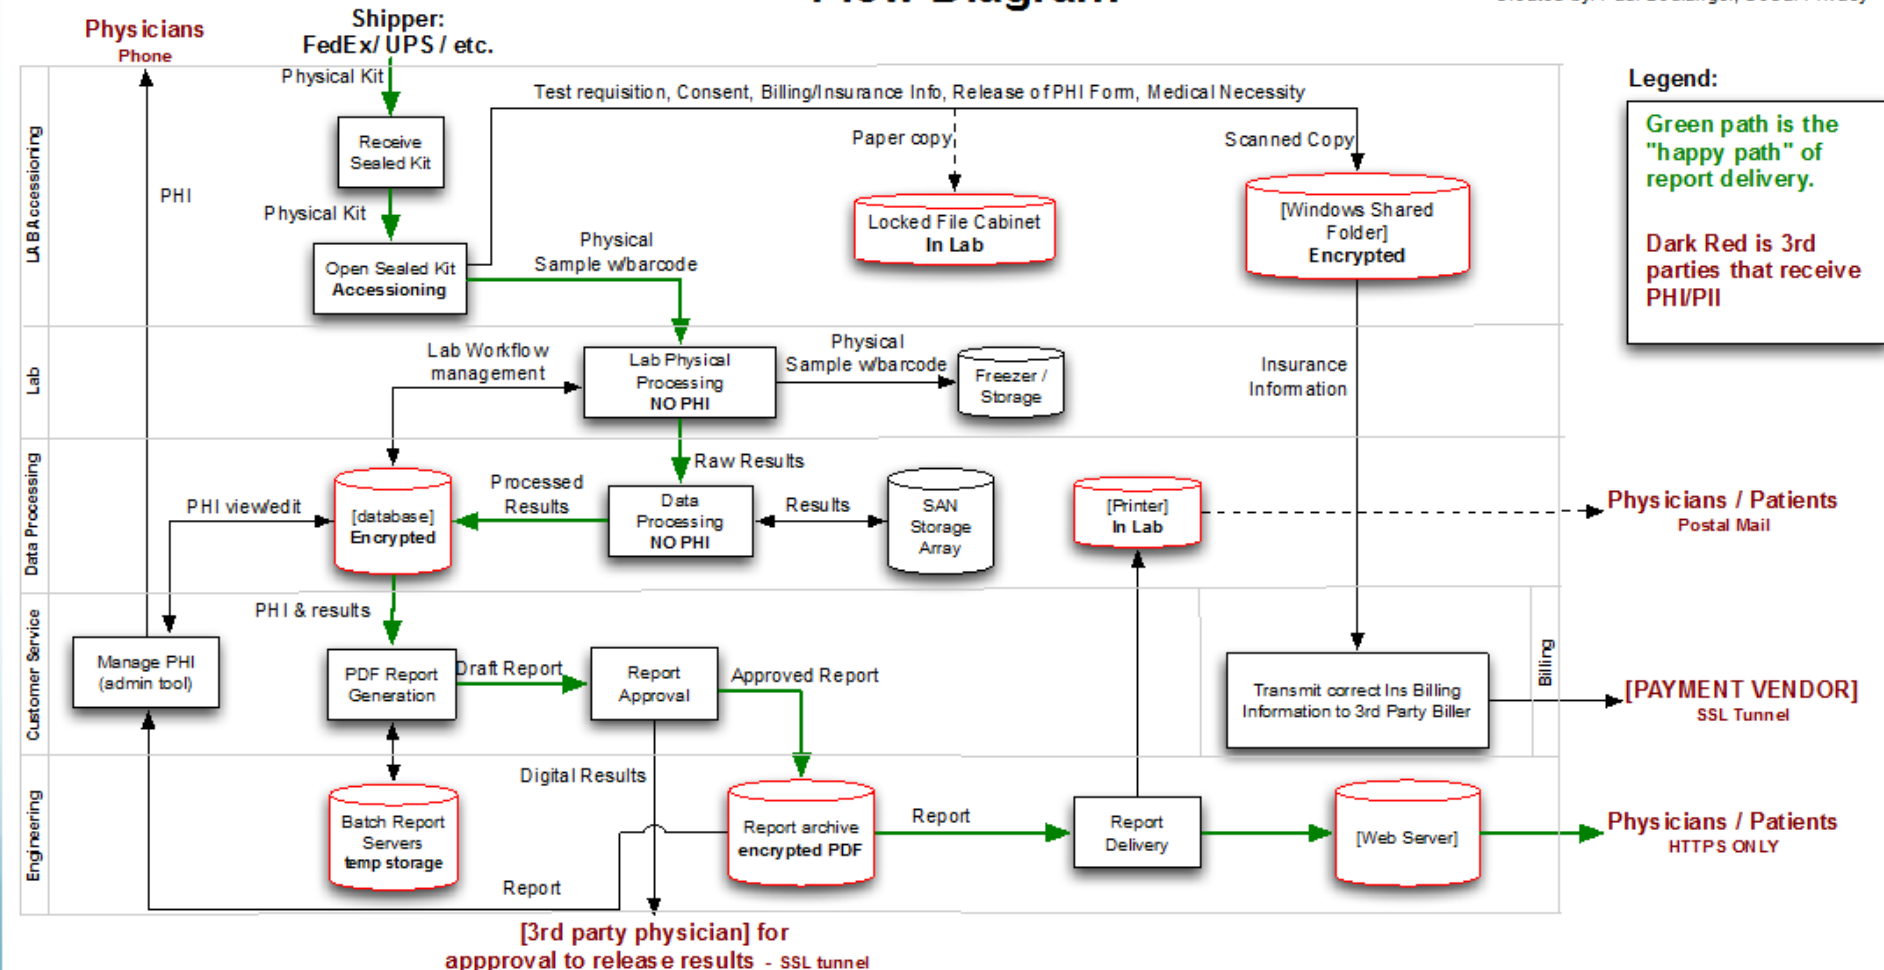 Flow Diagram
Physicians
Phone
Shipper:
FedEx/ UPS / etc.
Physical Kit
Test requisition, Consent, Billing/Insurance Info, Release of PHI Form, Medical Necessity
Legend:
Green path is the
"happy path" of
report delivery.
Dark Red is 3rd
parties that receive
PHI/PII
LAB Accessioning
Receive
Sealed Kit
Paper copy
Scanned Copy
PHI
Physical Kit
Locked File Cabinet
In Lab
[Windows Shared
Folder]
Encrypted
Open Sealed Kit
Accessioning
Physical
Sample w/barcode
Lab
Lab Workflow
management
Lab Physical
Processing
NO PHI
Physical
Sample w/barcode
Freezer /
Storage
Insurance
Information
Data Processing
PHI view/edit
[database]
Encrypted
Processed
Results
Raw Results
Data
Processing
NO PHI
Results
SAN
Storage
Array
[Printer]
In Lab
Physicians / Patients
Postal Mail
Customer Service
PHI & results
Manage PHI
(admin tool)
PDF Report
Generation
Draft Report
Report
Approval
Approved Report
Transmit correct Ins Billing
Information to 3rd Party Biller
Billing
[PAYMENT VENDOR]
SSL Tunnel
Engineering
Batch Report
Servers
temp storage
Digital Results
Report archive
encrypted PDF
Report
Report
Delivery
[Web Server]
Physicians / Patients
HTTPS ONLY
Report
[3rd party physician] for
appproval to release results - SSL tunnel